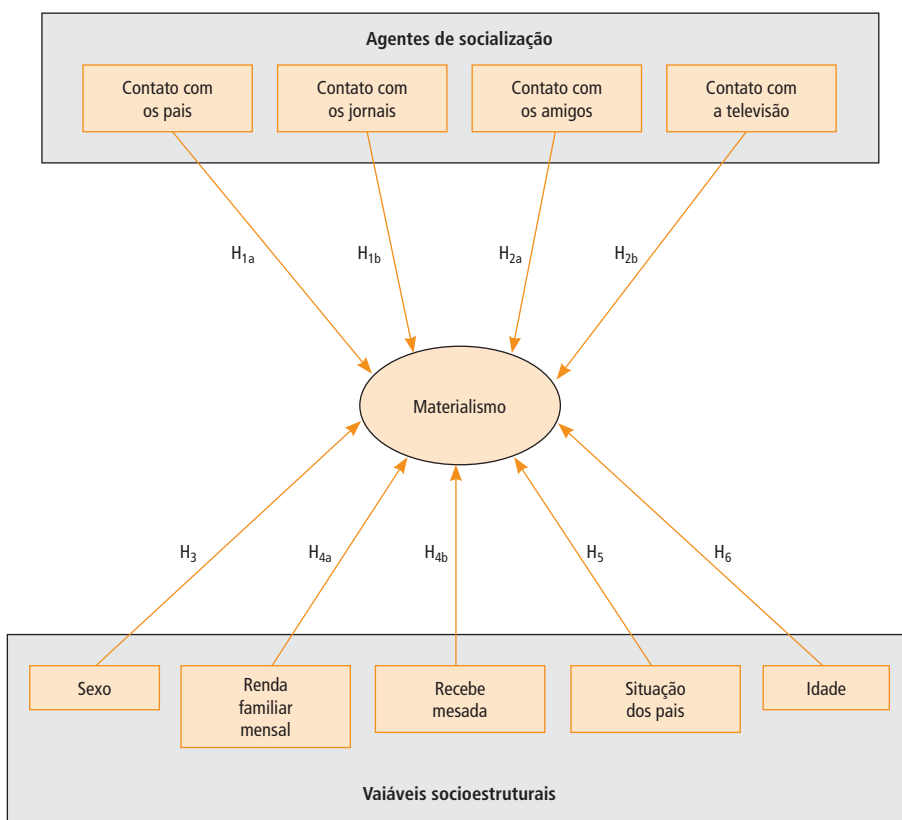 Agentes de socialização
Contato com
os pais
Contato com
os jornais
Contato com
os amigos
Contato com
a televisão
H1a
H1b
H2a
H2b
Materialismo
H3
H4a
H4b
H5
H6
Sexo
Renda
familiar
mensal
Recebe
mesada
Situação
dos pais
Idade
Vaiáveis socioestruturais